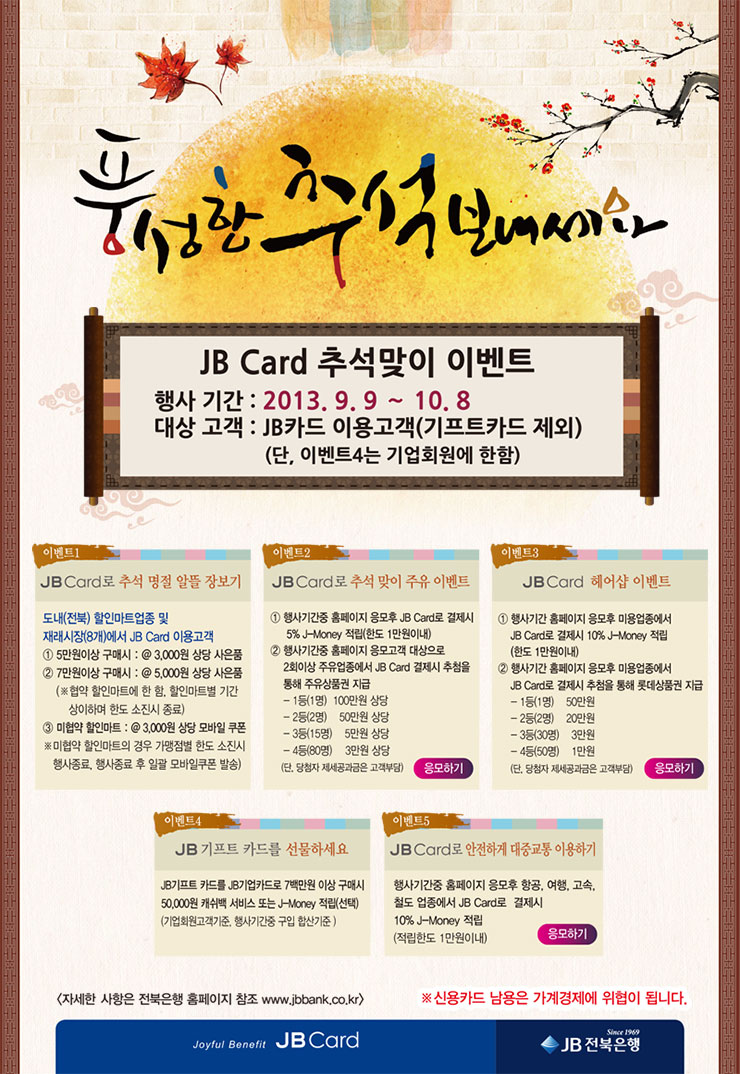 풍성한 추석 보내세요
JB Card 추석맞이 이벤트
행사 기간 : 2013. 9. 9 ~ 10. 8
대상 고객 : JB카드 이용고객(기프트카드 제외)
(단, 이벤트4는 기업회원에 한함)
이벤트1
JB Card로 추석 명절 알뜰 장보기
도내(전북) 할인마트업종 및
재래시장(8개)에서 JB Card 이용고객
① 5만원이상 구매시 : @ 3,000원 상당 사은품
② 7만원이상 구매시 : @ 5,000원 상당 사은품
(※협약 할인마트에 한 함, 할인마트별 기간
상이하며 한도 소진시 종료)
③ 미협약 할인마트 : @ 3,000원 상당 모바일 쿠폰
※미협약 할인마트의 경우 가맹점별 한도 소진시
행사종료, 행사종료 후 일괄 모바일쿠폰 발송)
이벤트2
JB Card로 추석 맞이 주유 이벤트
① 행사기간중 홈페이지 응모후 JB Card로 결제시
5% J-Money 적립(한도 1만원이내)
② 행사기간중 홈페이지 응모고객 대상으로
2회이상 주유업종에서 JB Card 결제시 추첨을
통해 주유상품권 지급
- 1등(1명) 100만원 상당
- 2등(2명) 50만원 상당
- 3등(15명) 5만원 상당
- 4등(80명) 3만원 상당
(단, 당첨자 제세공과금은 고객부담)
응모하기
이벤트3
JB Card 헤어샵 이벤트
① 행사기간 홈페이지 응모후 미용업종에서
JB Card로 결제시 10% J-Money 적립
(한도 1만원이내)
② 행사기간 홈페이지 응모후 미용업종에서
JB Card로 결제시 추첨을 통해 롯데상품권 지급
- 1등(1명) 50만원
- 2등(2명) 20만원
- 3등(30명) 3만원
- 4등(50명) 1만원
(단, 당첨자 제세공과금은 고객부담)
응모하기
이벤트4
JB 기프트 카드를 선물하세요
JB기프트 카드를 JB기업카드로 7백만원 이상 구매시
50,000원 캐쉬백 서비스 또는 J-Money 적립(선택)
(기업회원고객기준, 행사기간중 구입 합산기준 )
이벤트5
JB Card로 안전하게 대중교통 이용하기
행사기간중 홈페이지 응모후 항공, 여행, 고속,
철도 업종에서 JB Card로 결제시
10% J-Money 적립
(적립한도 1만원이내)
응모하기
<자세한 사항은 전북은행 홈페이지 참조 www.jbbank.co.kr>
※신용카드 남용은 가계경제에 위협이 됩니다.
Joyful Benefit JB Card
Since 1969
JB 전북은행